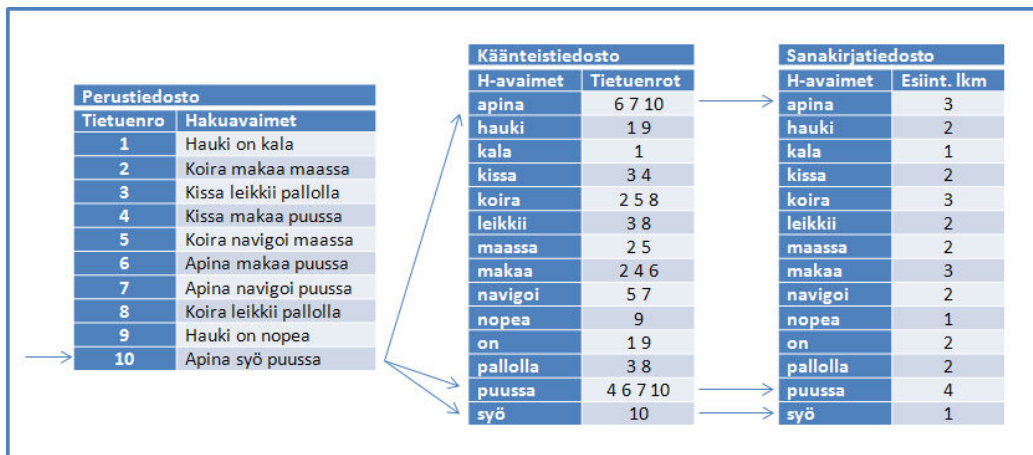 Perustiedosto
Tietuenro Hakuavaimet
1 Hauki on kala
2 Koira makaa maassa
3 Kissa leikkii pallolla
4 Kissa makaa puussa
5 Koira navigoi maassa
6 Apina makaa puussa
7 Apina navigoi puussa
8 Koira leikkii pallolla
9 Hauki on nopea
10 Apina syö puussa
Käänteistiedosto
H-avaimet Tietuenrot
apina 6 7 10
hauki 1 9
kala 1
kissa 3 4
koira 2 5 8
leikkii 3 8
maassa 2 5
makaa 2 4 6
navigoi 5 7
nopea 9
on 1 9
pallolla 3 8
puussa 4 6 7 10
syö 10
Sanakirjatiedosto
H-avaimet Esiint. lkm
apina 3
hauki 2
kala 1
kissa 2
koira 3
leikkii 2
maassa 2
makaa 3
navigoi 2
nopea 1
on 2
pallolla 2
puussa 4
syö 1